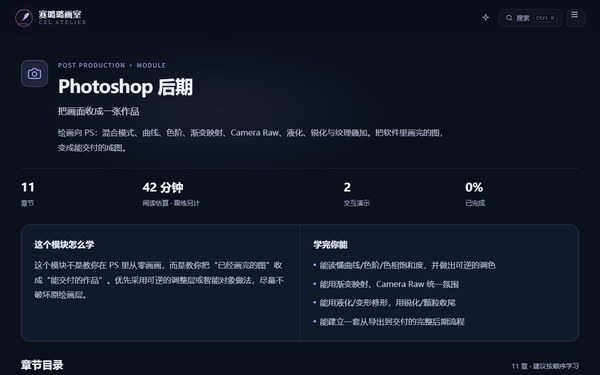 寒璐璐画室
CEL ATELIER
搜索 Ctrl K
POST PRODUCTION · MODULE
Photoshop 后期
把画面收成一张作品
绘画向 PS：混合模式、曲线、色阶、渐变映射、Camera Raw、液化、锐化与纹理叠加。把软件里画完的图，
变成能交付的成图。
11
章节
42 分钟
阅读估算 · 跟练另计
2
交互演示
0%
已完成
这个模块怎么学
这个模块不是教你在 PS 里从零画画，而是教你把“已经画完的图”收
成“能交付的作品”。优先采用可逆的调整层或智能对象做法，尽量不
破坏原绘画层。
学完你能
• 能读懂曲线/色阶/色相饱和度，并做出可逆的调色
• 能用渐变映射、Camera Raw 统一氛围
• 能用液化/变形修形，用锐化/颗粒收尾
• 能建立一套从导出到交付的完整后期流程
章节目录
11 章 · 建议按顺序学习